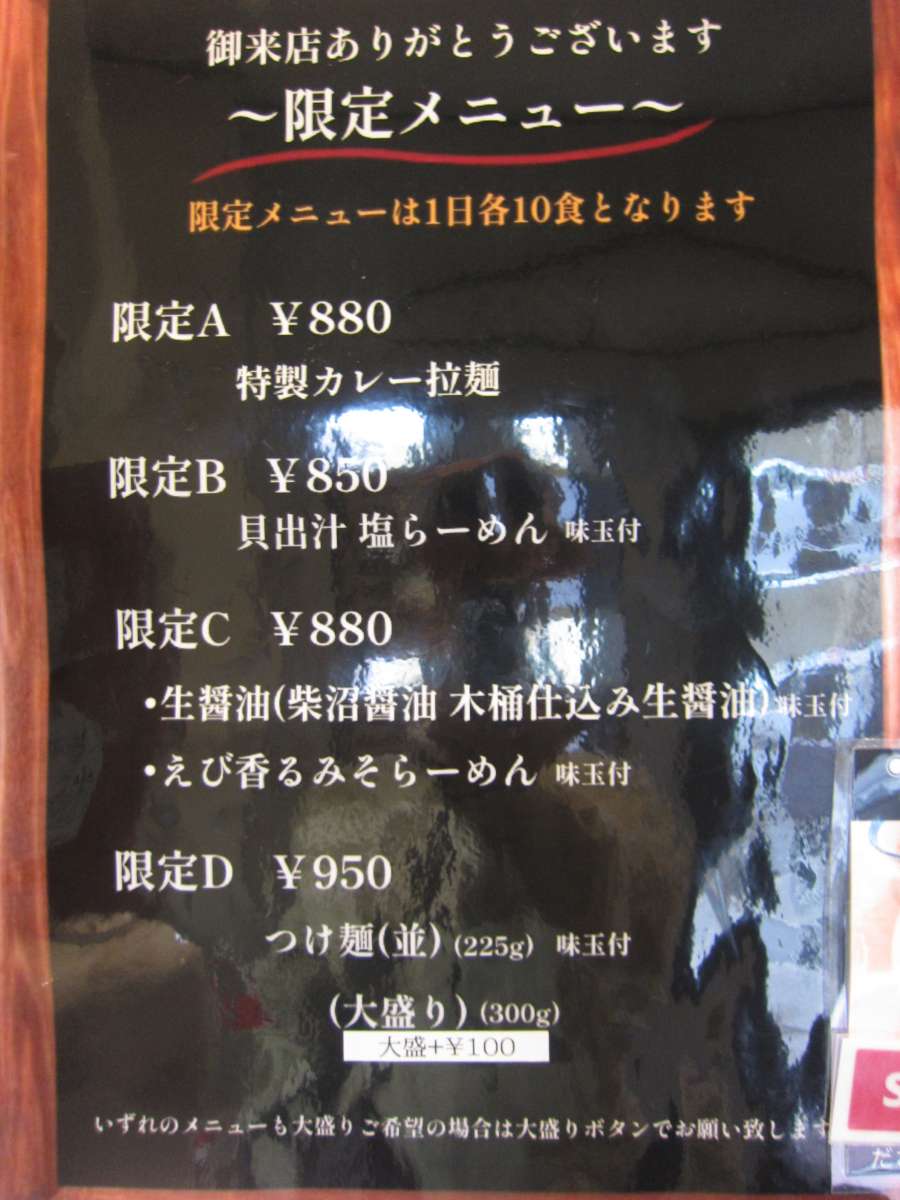 御来店ありがとうございます
～限定メニュー～
限定メニューは1日各10食となります
限定A ￥880
特製カレー拉麺
限定B ￥850
貝出汁 塩らーめん 味玉付
限定C ￥880
・生醤油(柴沼醤油 木桶仕込み生醤油) 味玉付
・えび香るみそらーめん 味玉付
限定D ￥950
つけ麺(並) (225g) 味玉付
(大盛り) (300g)
大盛+¥100
いずれのメニューも大盛りご希望の場合は大盛りボタンでお願い致します
S
だ